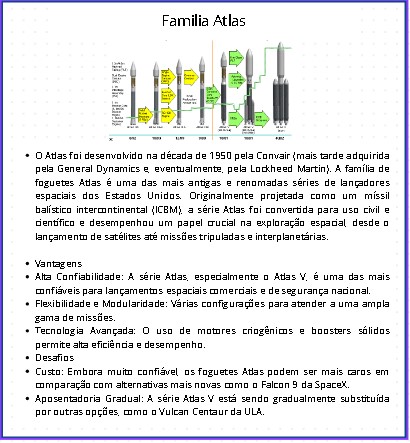 Familia Atlas
O Atlas foi desenvolvido na década de 1950 pela Convair (mais tarde adquirida
pela General Dynamics e, eventualmente, pela Lockheed Martin). A família de
foguetes Atlas é uma das mais antigas e renomadas séries de lançadores
espaciais dos Estados Unidos. Originalmente projetada como um míssil
balístico intercontinental (ICBM), a série Atlas foi convertida para uso civil e
científico e desempenhou um papel crucial na exploração espacial, desde o
lançamento de satélites até missões tripuladas e interplanetárias.
Vantagens
Alta Confiabilidade: A série Atlas, especialmente o Atlas V, é uma das mais
confiáveis para lançamentos espaciais comerciais e de segurança nacional.
Flexibilidade e Modularidade: Várias configurações para atender a uma ampla
gama de missões.
Tecnologia Avançada: O uso de motores criogênicos e boosters sólidos
permite alta eficiência e desempenho.
Desafios
Custo: Embora muito confiável, os foguetes Atlas podem ser mais caros em
comparação com alternativas mais novas como o Falcon 9 da SpaceX.
Aposentadoria Gradual: A série Atlas V está sendo gradualmente substituída
por outras opções, como o Vulcan Centaur da ULA.